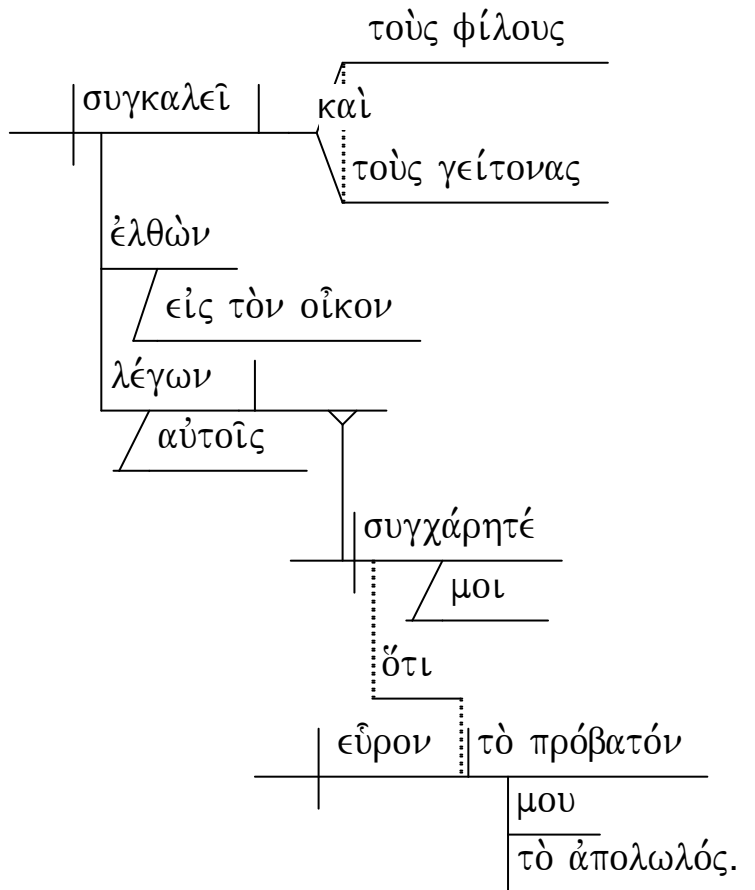 τοὺς φίλους
συγκαλεῖ
καὶ
τοὺς γείτονας
ἐλθὼν
εἰς τὸν οἶκον
λέγων
αὐτοῖς
συγχάρητέ
μοι
ὅτι
εὗρον τὸ πρόβατόν
μου
τὸ ἀπολωλός.